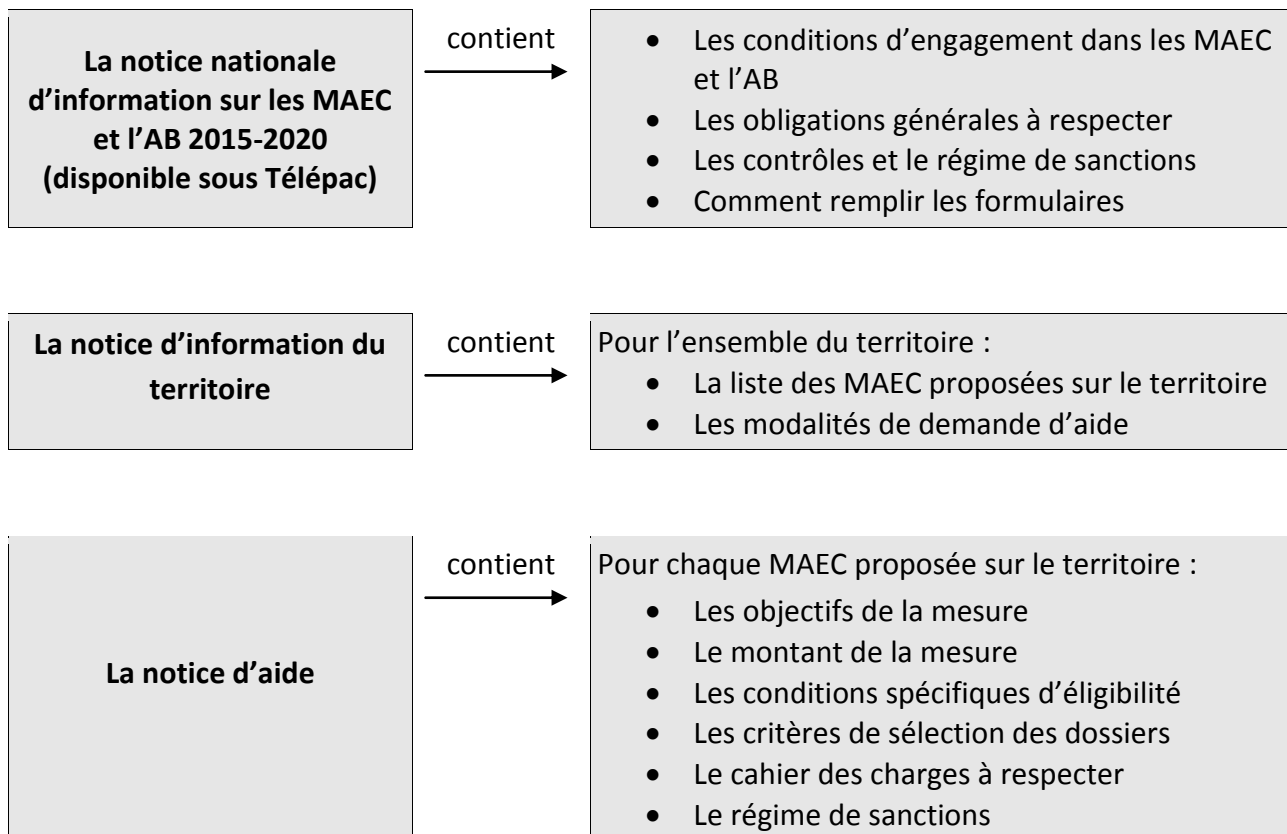 La notice nationale
d’information sur les MAEC
et l’AB 2015-2020
(disponible sous Télépac)
contient
• Les conditions d’engagement dans les MAEC
et l’AB
• Les obligations générales à respecter
• Les contrôles et le régime de sanctions
• Comment remplir les formulaires
La notice d’information du
territoire
contient
Pour l’ensemble du territoire :
• La liste des MAEC proposées sur le territoire
• Les modalités de demande d’aide
La notice d’aide
contient
Pour chaque MAEC proposée sur le territoire :
• Les objectifs de la mesure
• Le montant de la mesure
• Les conditions spécifiques d’éligibilité
• Les critères de sélection des dossiers
• Le cahier des charges à respecter
• Le régime de sanctions